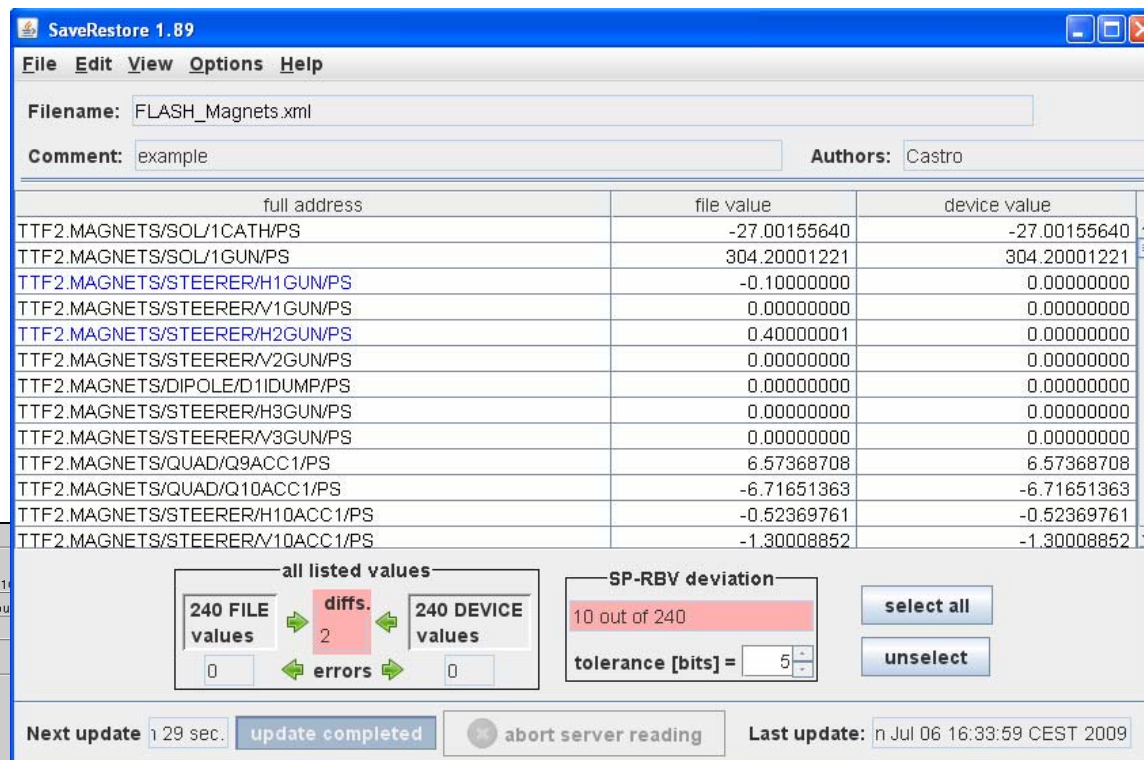 SaveRestore 1.89
File Edit View Options Help
Filename: FLASH_Magnets.xml
Comment: example Authors: Castro
full address file value device value
TTF2.MAGNETS/SOL/1CATH/PS -27.00155640 -27.00155640
TTF2.MAGNETS/SOL/1GUN/PS 304.20001221 304.20001221
TTF2.MAGNETS/STEERER/H1GUN/PS -0.10000000 0.00000000
TTF2.MAGNETS/STEERER/V1GUN/PS 0.00000000 0.00000000
TTF2.MAGNETS/STEERER/H2GUN/PS 0.40000001 0.00000000
TTF2.MAGNETS/STEERER/V2GUN/PS 0.00000000 0.00000000
TTF2.MAGNETS/DIPOLE/D1IDUMP/PS 0.00000000 0.00000000
TTF2.MAGNETS/STEERER/H3GUN/PS 0.00000000 0.00000000
TTF2.MAGNETS/STEERER/V3GUN/PS 0.00000000 0.00000000
TTF2.MAGNETS/QUAD/Q9ACC1/PS 6.57368708 6.57368708
TTF2.MAGNETS/QUAD/Q10ACC1/PS -6.71651363 -6.71651363
TTF2.MAGNETS/STEERER/H10ACC1/PS -0.52369761 -0.52369761
TTF2.MAGNETS/STEERER/V10ACC1/PS -1.30008852 -1.30008852
all listed values
240 FILE values
diffs. 2
240 DEVICE values
0 errors 0
SP-RBV deviation
10 out of 240
tolerance [bits] = 5
select all
unselect
Next update 29 sec. update completed abort server reading Last update: n Jul 06 16:33:59 CEST 2009